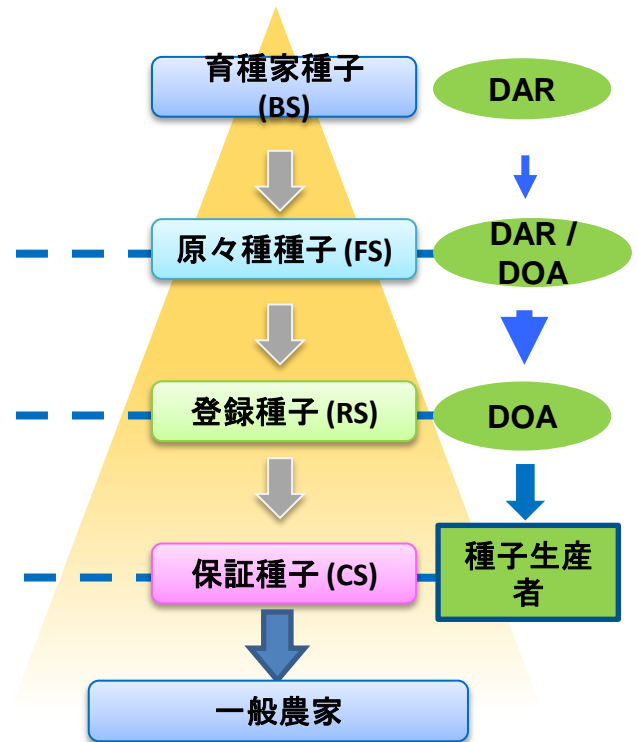 育種家種子
(BS)
DAR
原々種種子 (FS)
DAR /
DOA
登録種子 (RS)
DOA
保証種子 (CS)
種子生産
者
一般農家